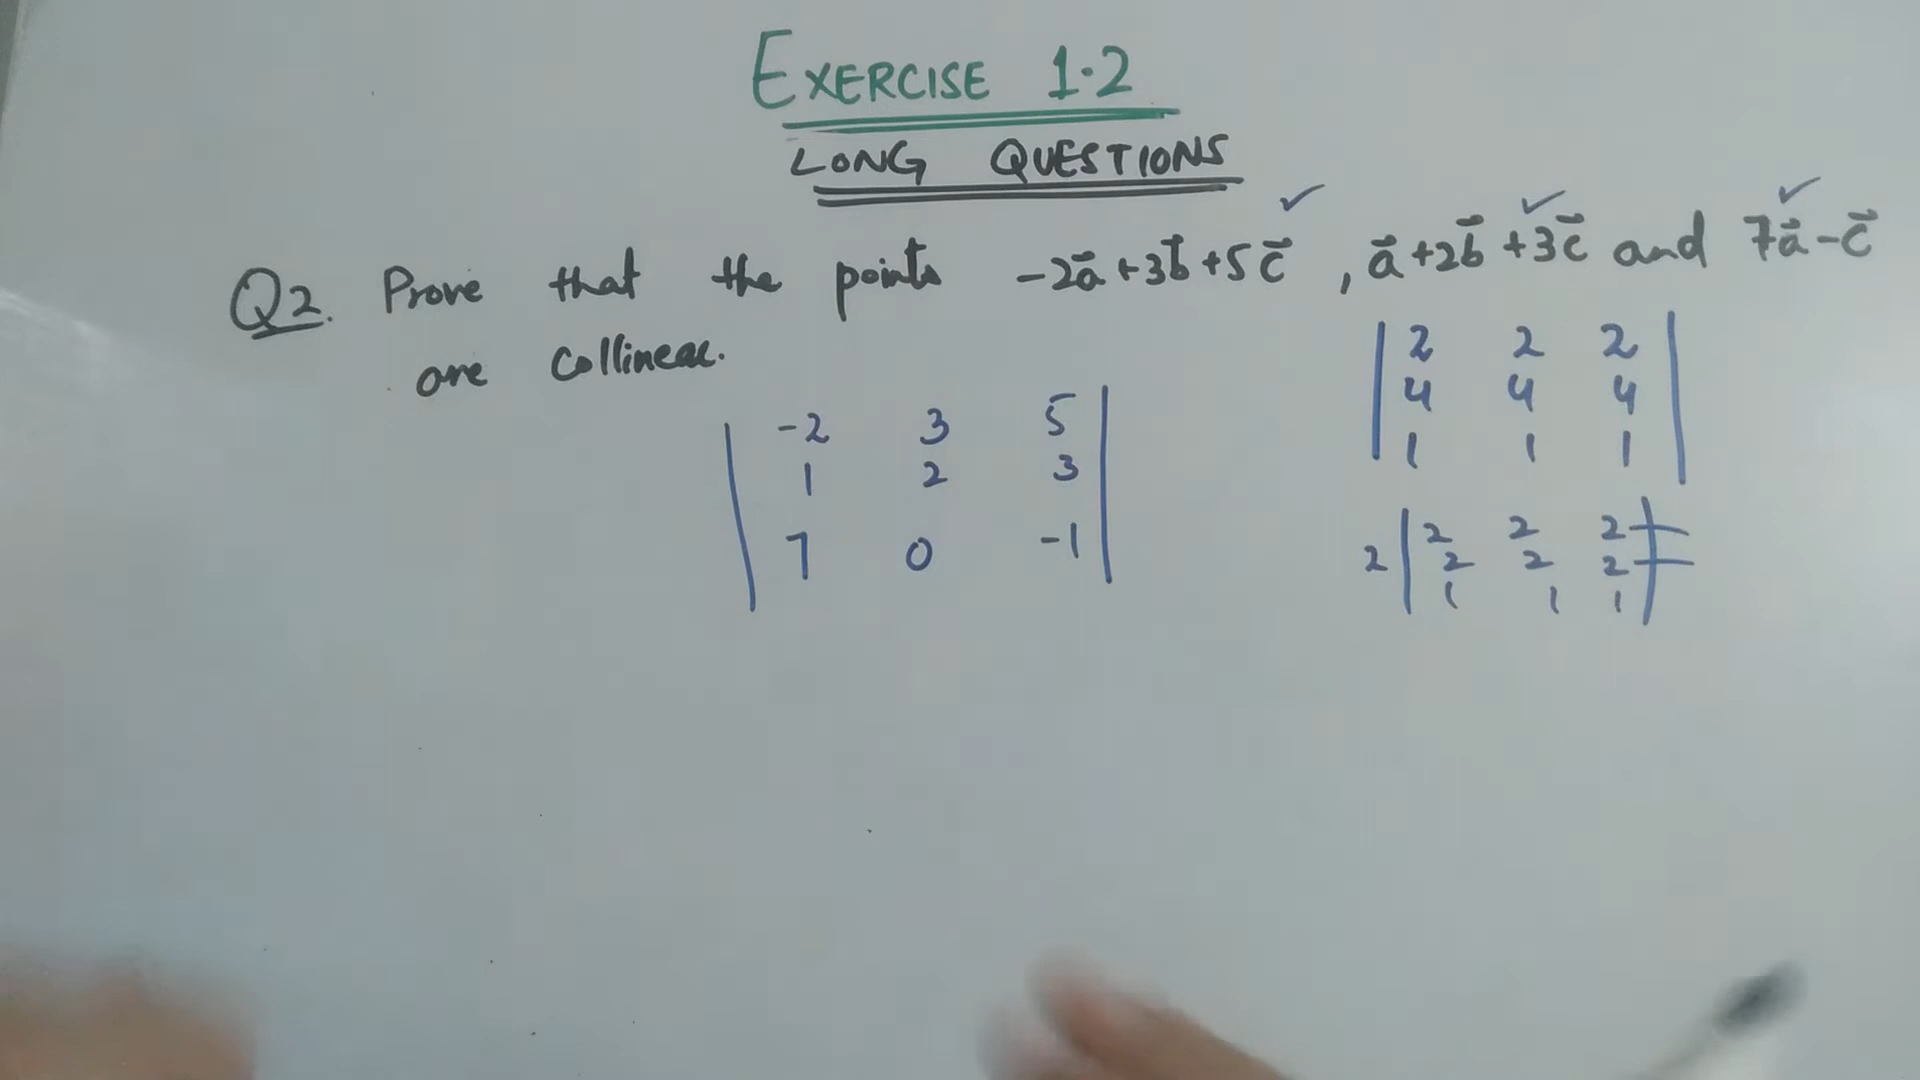 EXERCISE 1.2
LONG QUESTIONS
Q2. Prove that the points -2a⃗+3b⃗+5c⃗, a⃗+2b⃗+3c⃗ and 7a⃗-c⃗
are Collinear.
| 2 2 2 |
| 4 4 4 |
| 1 1 1 |
| -2 3 5 |
| 1 2 3 |
| 7 0 -1 |
2 | 2 2 2 |
| 2 2 2 |
| 1 1 1 |